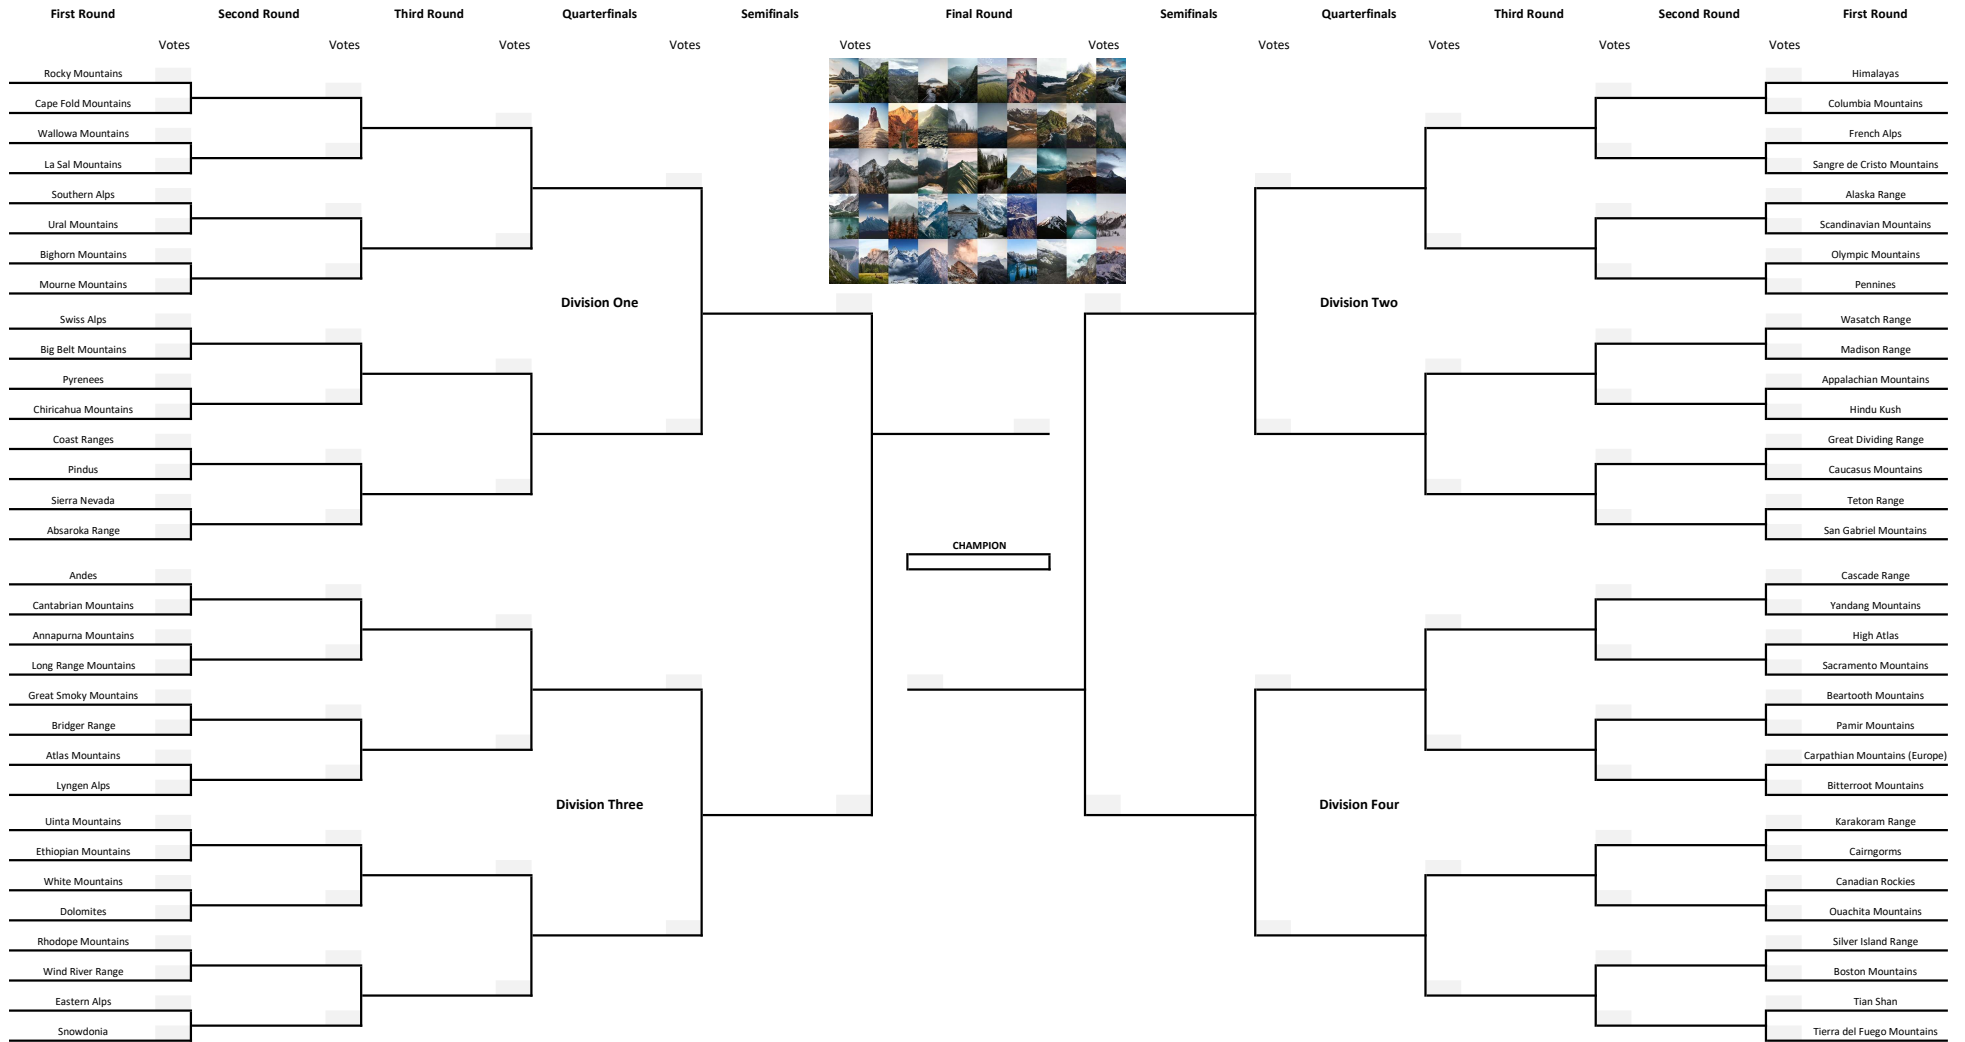 First Round
Second Round
Third Round
Quarterfinals
Semifinals
Final Round
Semifinals
Quarterfinals
Third Round
Second Round
First Round
Votes
Votes
Votes
Votes
Votes
Votes
Votes
Votes
Votes
Votes
Rocky Mountains
Cape Fold Mountains
Wallowa Mountains
La Sal Mountains
Southern Alps
Ural Mountains
Bighorn Mountains
Mourne Mountains
Division One
Swiss Alps
Big Belt Mountains
Pyrenees
Chiricahua Mountains
Coast Ranges
Pindus
Sierra Nevada
Absaroka Range
Andes
Cantabrian Mountains
Annapurna Mountains
Long Range Mountains
Great Smoky Mountains
Bridger Range
Atlas Mountains
Lyngen Alps
Division Three
Uinta Mountains
Ethiopian Mountains
White Mountains
Dolomites
Rhodope Mountains
Wind River Range
Eastern Alps
Snowdonia
CHAMPION
Himalayas
Columbia Mountains
French Alps
Sangre de Cristo Mountains
Alaska Range
Scandinavian Mountains
Olympic Mountains
Pennines
Division Two
Wasatch Range
Madison Range
Appalachian Mountains
Hindu Kush
Great Dividing Range
Caucasus Mountains
Teton Range
San Gabriel Mountains
Cascade Range
Yandang Mountains
High Atlas
Sacramento Mountains
Beartooth Mountains
Pamir Mountains
Carpathian Mountains (Europe)
Bitterroot Mountains
Division Four
Karakoram Range
Cairngorms
Canadian Rockies
Ouachita Mountains
Silver Island Range
Boston Mountains
Tian Shan
Tierra del Fuego Mountains